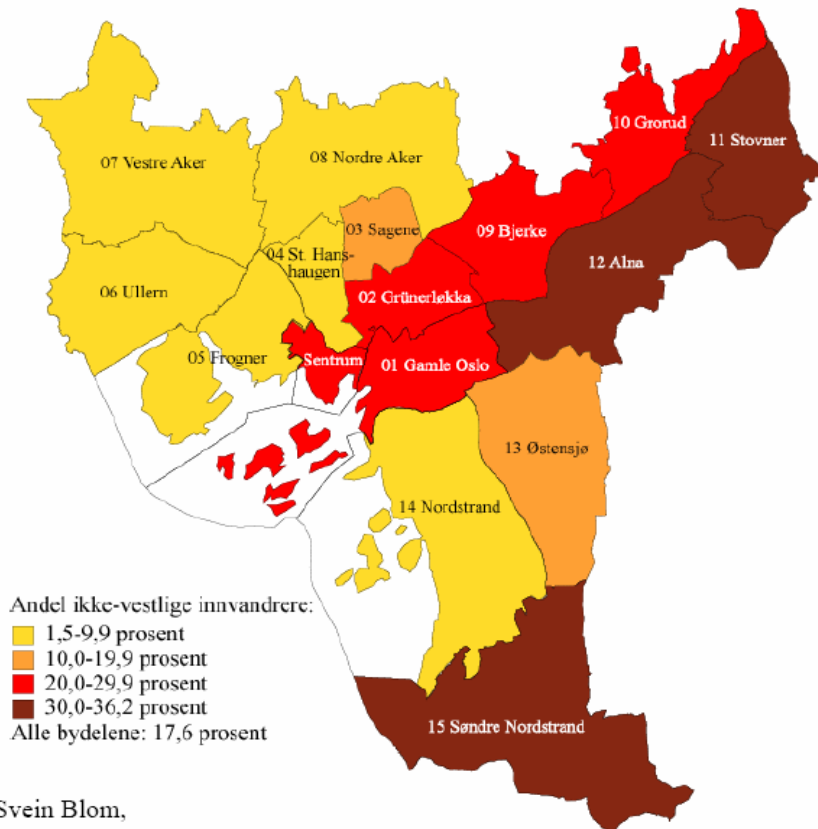 10 Grorud
11 Stovner
07 Vestre Aker
08 Nordre Aker
03 Sagene
09 Bjerke
04 St. Hans-
haugen
12 Alna
06 Ullern
02 Grünerløkka
05 Frogner
Sentrum
01 Gamle Oslo
13 Østensjø
14 Nordstrand
Andel ikke-vestlige innvandrere:
1,5-9,9 prosent
10,0-19,9 prosent
20,0-29,9 prosent
30,0-36,2 prosent
Alle bydelene: 17,6 prosent
15 Søndre Nordstrand
Svein Blom,